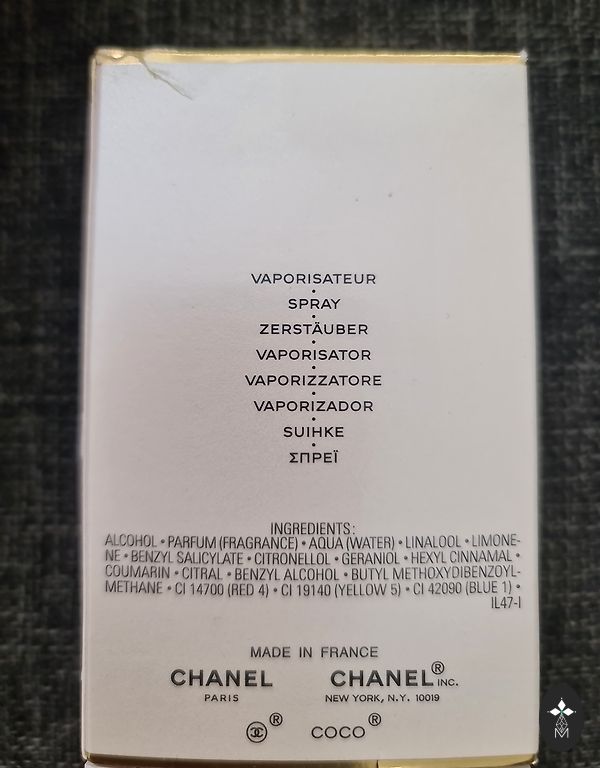 VAPORISATEUR
•
SPRAY
•
ZERSTÄUBER
•
VAPORISATOR
•
VAPORIZZATORE
•
VAPORIZADOR
•
SUIHKE
•
ΣΠΡΕΪ
INGREDIENTS:
ALCOHOL • PARFUM (FRAGRANCE) • AQUA (WATER) • LINALOOL • LIMONE-
NE • BENZYL SALICYLATE • CITRONELLOL • GERANIOL • HEXYL CINNAMAL •
COUMARIN • CITRAL • BENZYL ALCOHOL • BUTYL METHOXYDIBENZOYL-
METHANE • CI 14700 (RED 4) • CI 19140 (YELLOW 5) • CI 42090 (BLUE 1) •
IL47-I
MADE IN FRANCE
CHANEL CHANEL® INC.
PARIS NEW YORK, N.Y. 10019
® COCO®
M